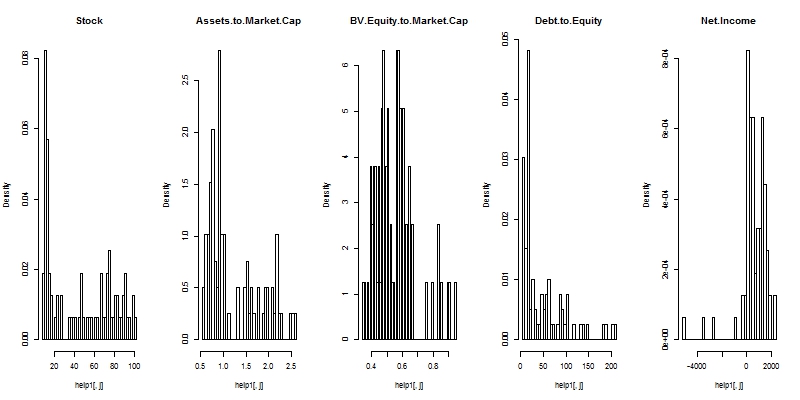 Stock Assets.to.Market.Cap BV.Equity.to.Market.Cap Debt.to.Equity Net.Income
Density
0.00 0.02 0.04 0.06 0.08
20 40 60 80 100
help1[, j]
Density
0.0 0.5 1.0 1.5 2.0 2.5
0.5 1.0 1.5 2.0 2.5
help1[, j]
Density
0 1 2 3 4 5 6
0.4 0.6 0.8
help1[, j]
Density
0.00 0.01 0.02 0.03 0.04 0.05
0 50 100 150 200
help1[, j]
Density
0e+00 2e-04 4e-04 6e-04 8e-04
-4000 0 2000
help1[, j]